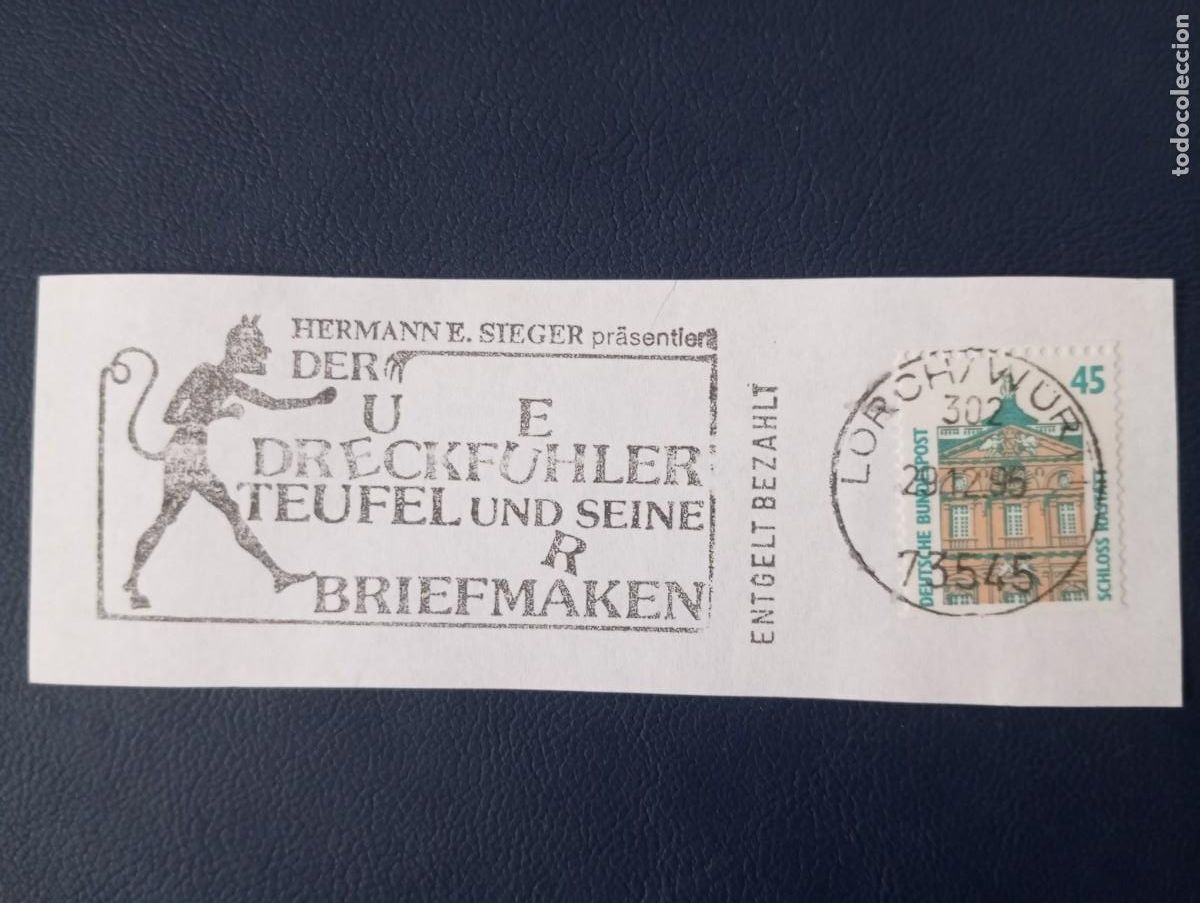 HERMANN E. SIEGER präsentiert
DER
U E
DRECKFUHLER
TEUFEL UND SEINE
R
BRIEFMAKEN
ENTGELT BEZAHLT
LORCH/WÜR
302
73545
45
DEUTSCHE BUNDESPOST
SCHLOSS RASTATT
todocoleccion